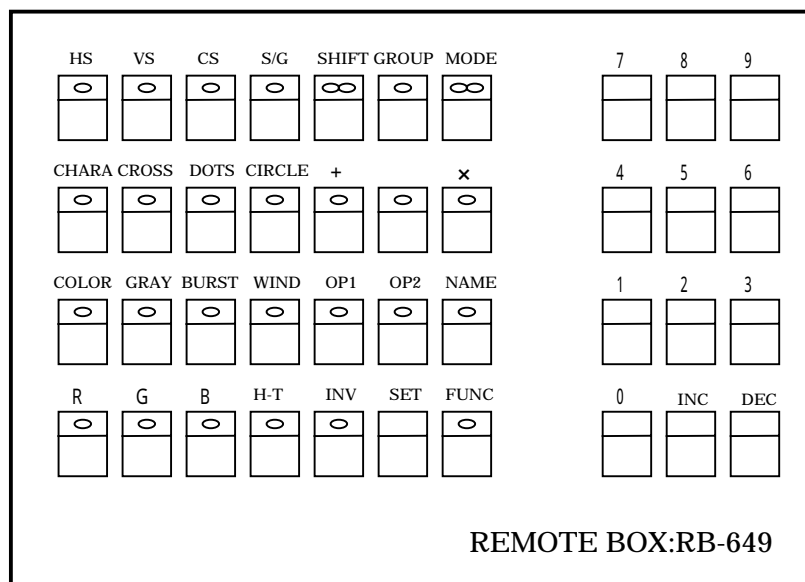 HS VS CS S/G SHIFT GROUP MODE 7 8 9
CHARA CROSS DOTS CIRCLE + × 4 5 6
COLOR GRAY BURST WIND OP1 OP2 NAME 1 2 3
R G B H-T INV SET FUNC 0 INC DEC
REMOTE BOX:RB-649